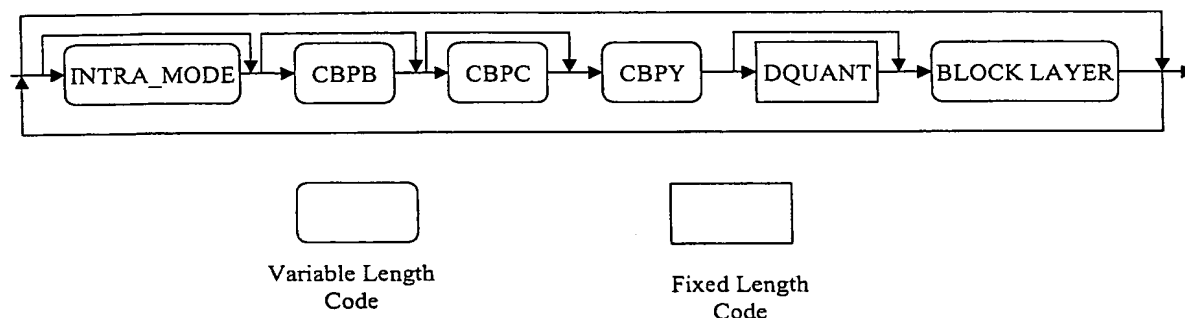 INTRA_MODE
CBPB
CBPC
CBPY
DQUANT
BLOCK LAYER
Variable Length
Code
Fixed Length
Code